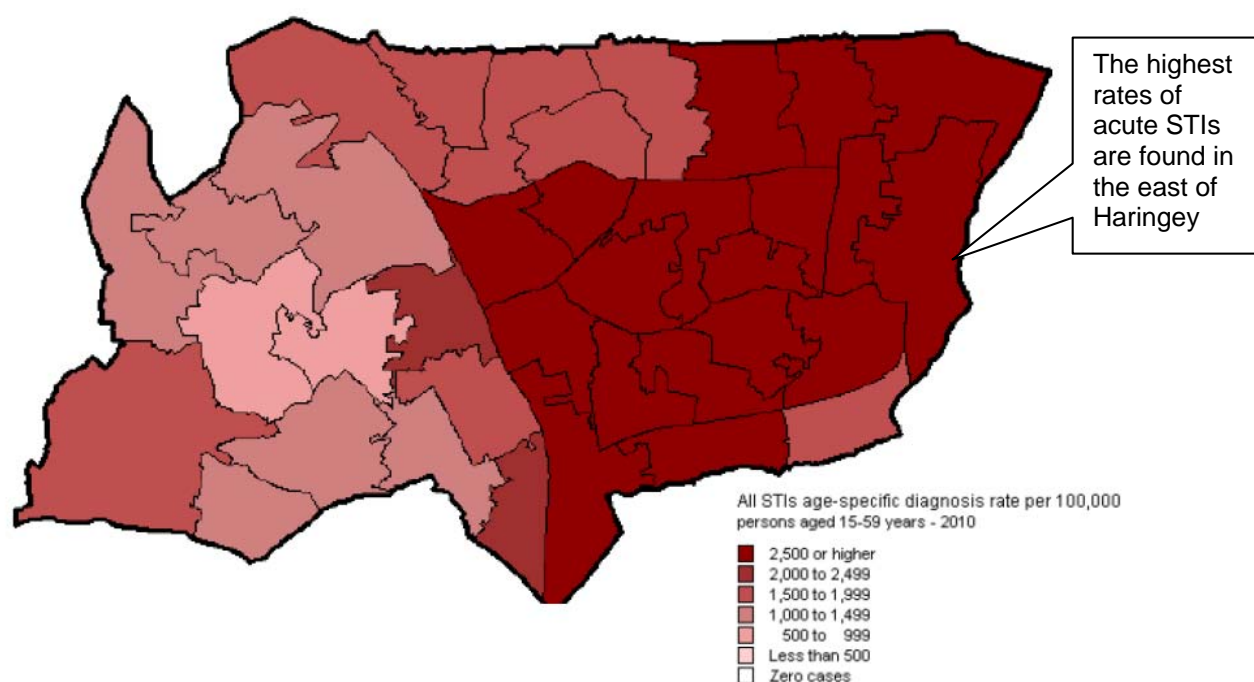 The highest
rates of
acute STIs
are found in
the east of
Haringey
All STIs age-specific diagnosis rate per 100,000
persons aged 15-59 years - 2010
2,500 or higher
2,000 to 2,499
1,500 to 1,999
1,000 to 1,499
500 to 999
Less than 500
Zero cases